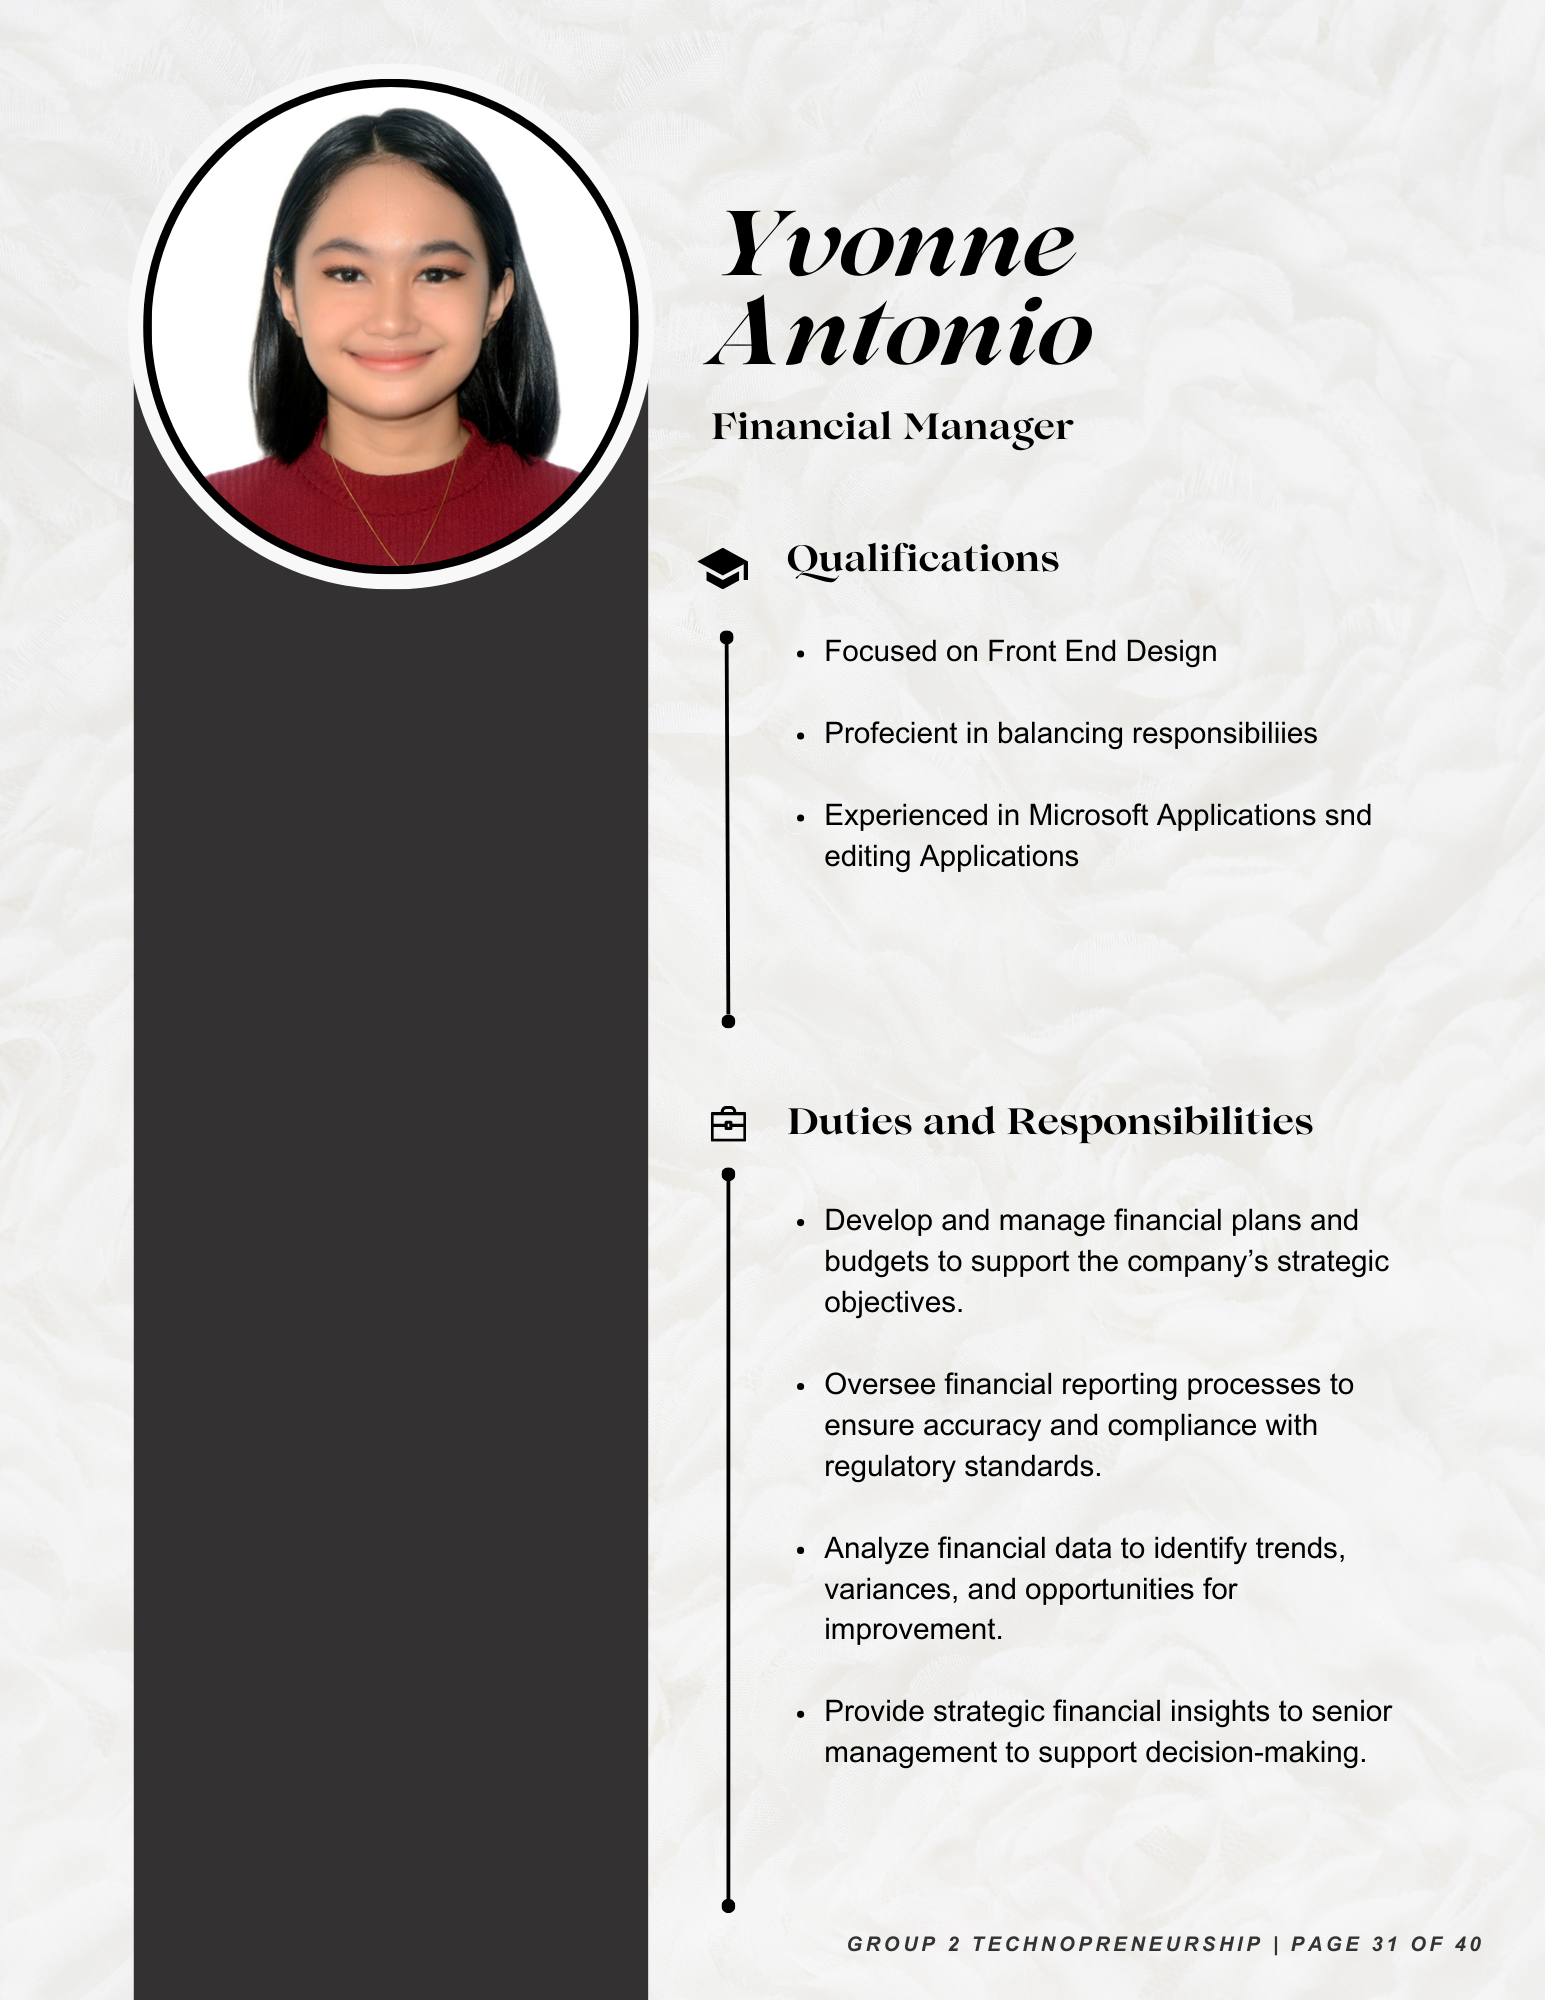 Yvonne
Antonio
Financial Manager
Qualifications
• Focused on Front End Design
• Profecient in balancing responsibiliies
• Experienced in Microsoft Applications snd
editing Applications
Duties and Responsibilities
• Develop and manage financial plans and
budgets to support the company’s strategic
objectives.
• Oversee financial reporting processes to
ensure accuracy and compliance with
regulatory standards.
• Analyze financial data to identify trends,
variances, and opportunities for
improvement.
• Provide strategic financial insights to senior
management to support decision-making.
GROUP 2 TECHNOPRENEURSHIP | PAGE 31 OF 40